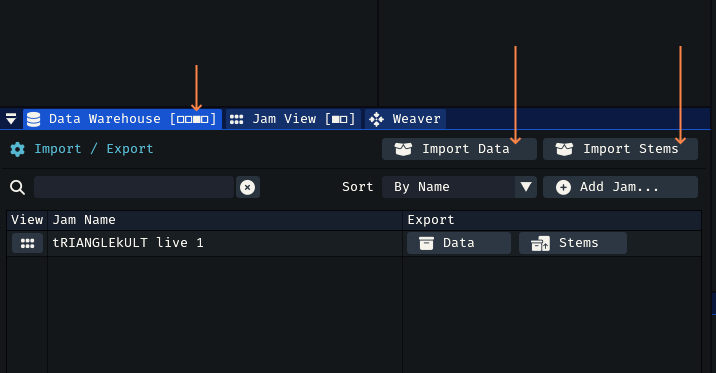 Data Warehouse [□□■□] Jam View [■□] Weaver
Import / Export Import Data Import Stems
Sort By Name Add Jam...
View Jam Name Export
tRIANGLEkULT live 1 Data Stems